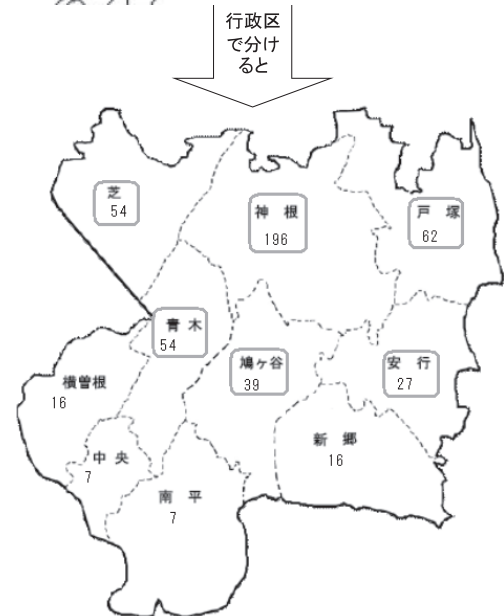 行政区
で分け
ると
芝
54
神 根
196
戸 塚
62
青 木
54
鳩ヶ谷
39
安 行
27
横曽根
16
新 郷
16
中 央
7
南 平
7